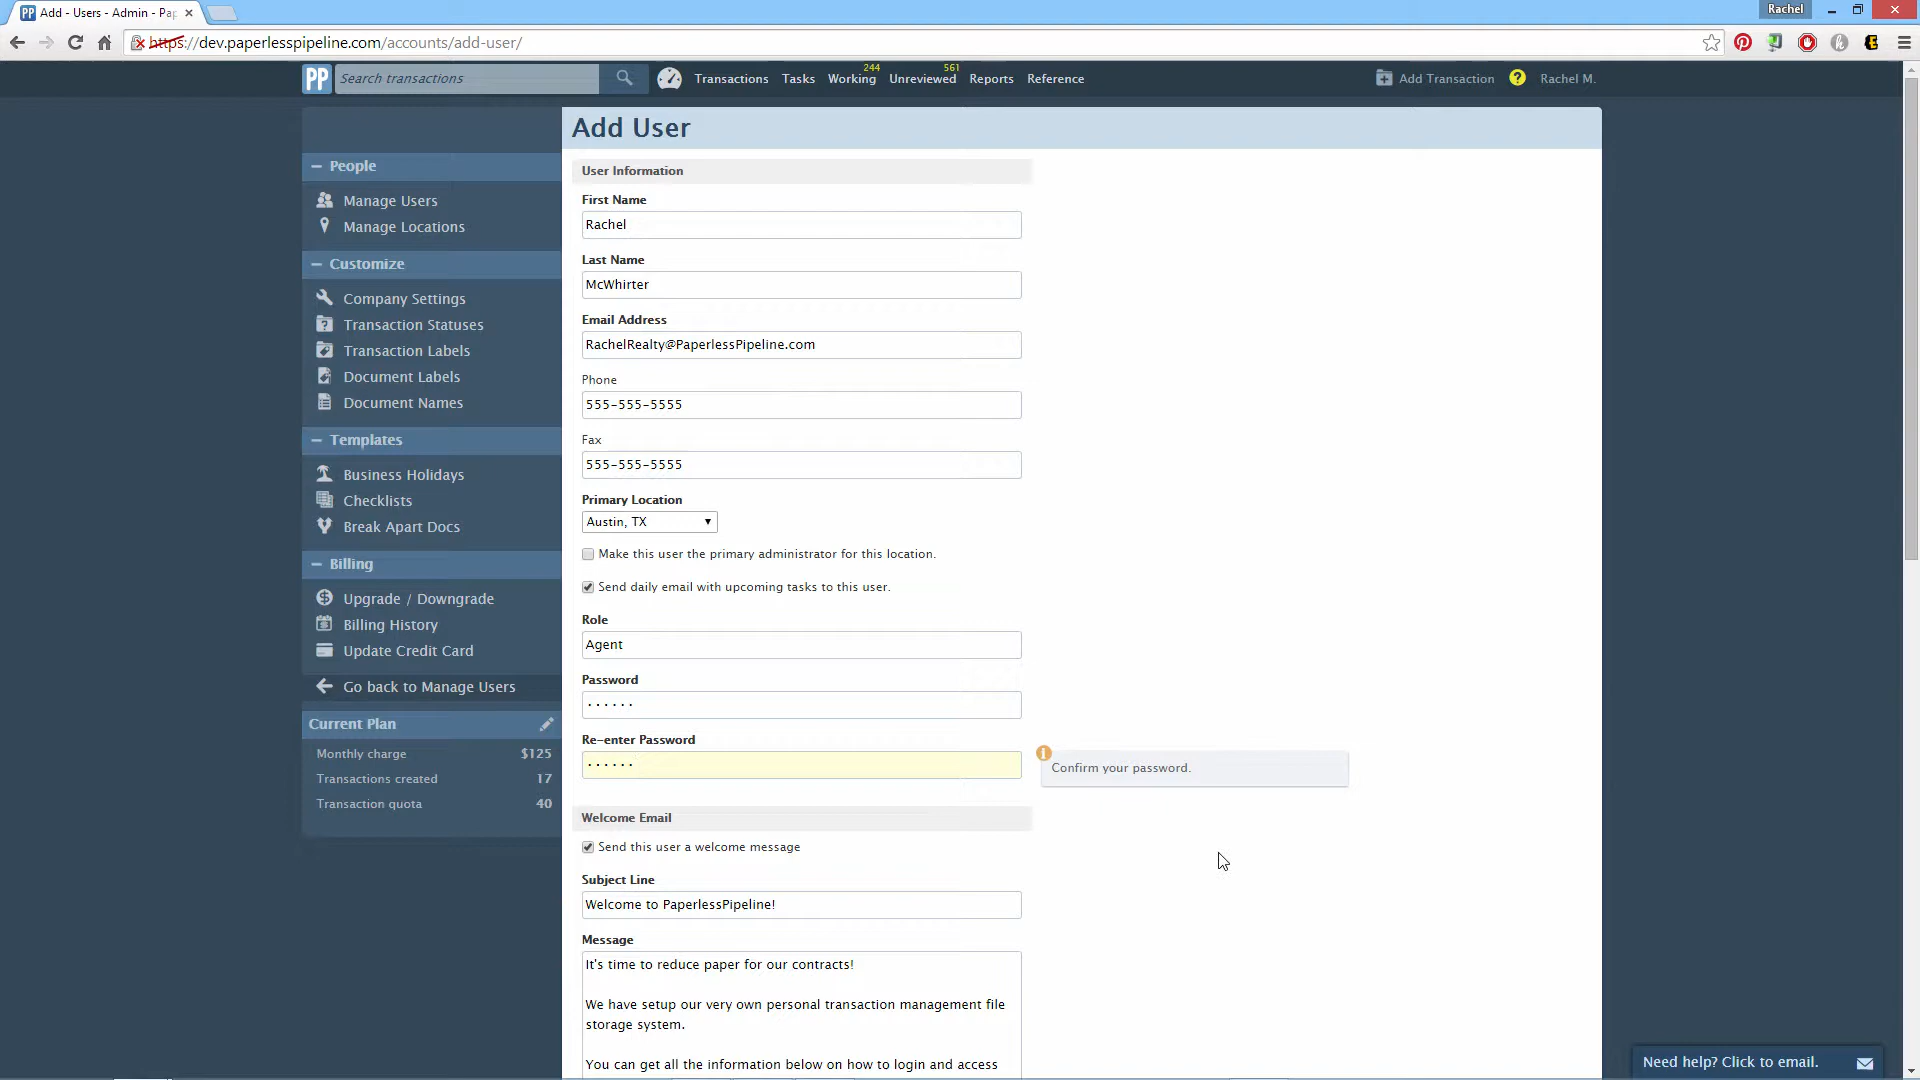 Add - Users - Admin - Pap
Rachel
https://dev.paperlesspipeline.com/accounts/add-user/
PP
Search transactions
Transactions
Tasks
Working
244
Unreviewed
561
Reports
Reference
Add Transaction
?
Rachel M.
Add User
People
Manage Users
Manage Locations
Customize
Company Settings
Transaction Statuses
Transaction Labels
Document Labels
Document Names
Templates
Business Holidays
Checklists
Break Apart Docs
Billing
Upgrade / Downgrade
Billing History
Update Credit Card
Go back to Manage Users
Current Plan
Monthly charge $125
Transactions created 17
Transaction quota 40
User Information
First Name
Rachel
Last Name
McWhirter
Email Address
RachelRealty@PaperlessPipeline.com
Phone
555-555-5555
Fax
555-555-5555
Primary Location
Austin, TX
Make this user the primary administrator for this location.
Send daily email with upcoming tasks to this user.
Role
Agent
Password
······
Re-enter Password
······
Confirm your password.
Welcome Email
Send this user a welcome message
Subject Line
Welcome to PaperlessPipeline!
Message
It's time to reduce paper for our contracts!
We have setup our very own personal transaction management file
storage system.
You can get all the information below on how to login and access
Need help? Click to email.